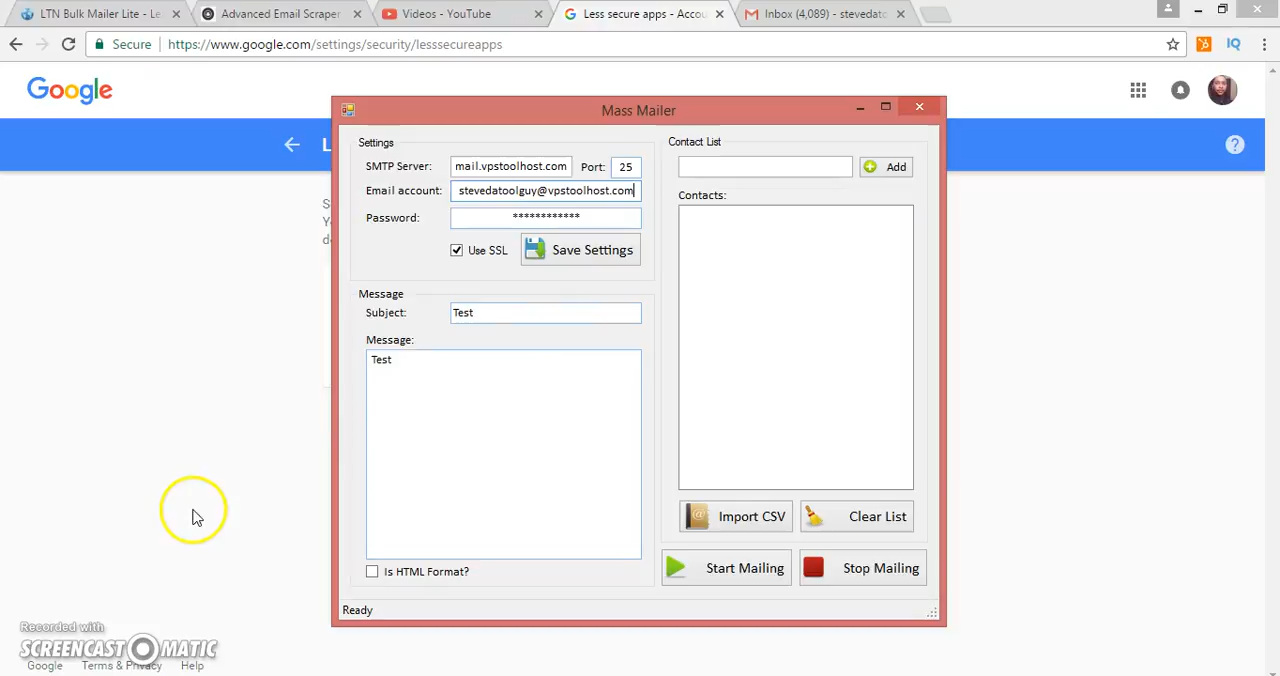 LTN Bulk Mailer Lite - Le
Advanced Email Scraper
Videos - YouTube
Less secure apps - Accou
Inbox (4,089) - stevedato
Secure
https://www.google.com/settings/security/lesssecureapps
IQ
Google
L
S
Y
d
Mass Mailer
Settings
SMTP Server:
mail.vpstoolhost.com
Port:
25
Email account:
stevedatoolguy@vpstoolhost.com
Password:
************
Use SSL
Save Settings
Message
Subject:
Test
Message:
Test
Is HTML Format?
Contact List
Add
Contacts:
Import CSV
Clear List
Start Mailing
Stop Mailing
Ready
Recorded with
SCREENCAST MATIC
Google
Terms & Privacy
Help